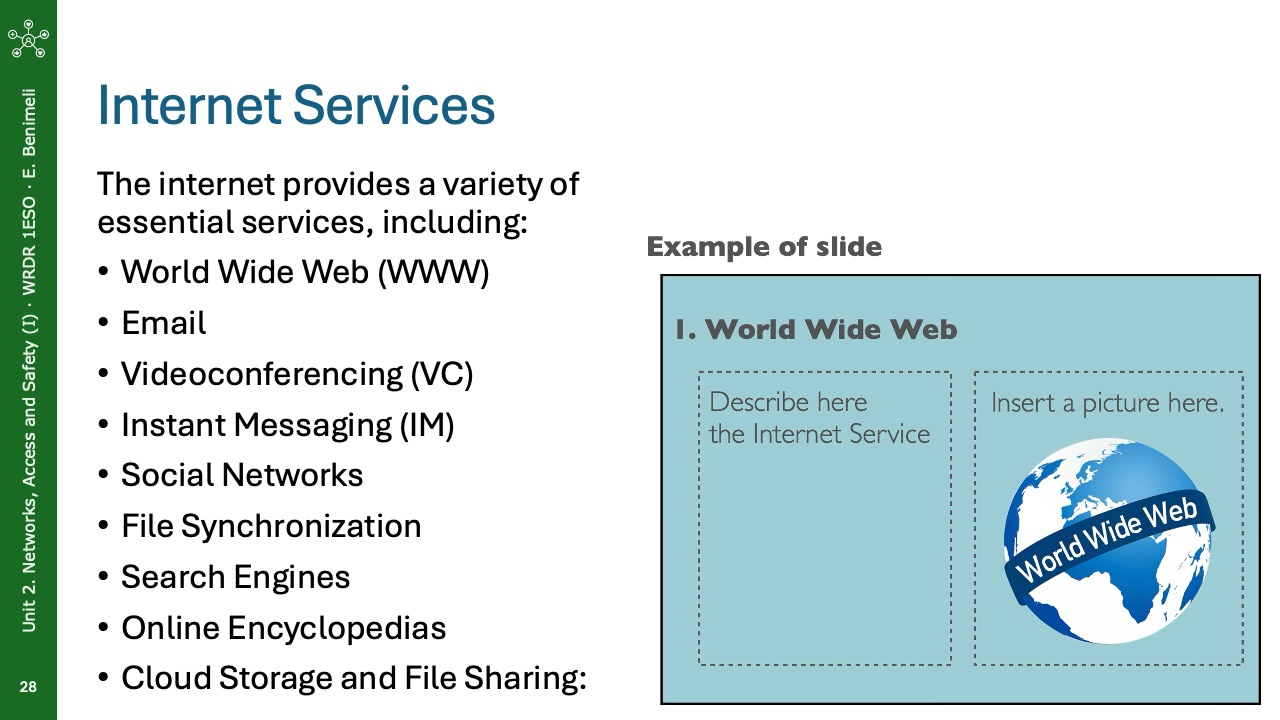 Unit 2. Networks, Access and Safety (I) · WRDR 1ESO · E. Benimeli
28
Internet Services
The internet provides a variety of
essential services, including:
• World Wide Web (WWW)
• Email
• Videoconferencing (VC)
• Instant Messaging (IM)
• Social Networks
• File Synchronization
• Search Engines
• Online Encyclopedias
• Cloud Storage and File Sharing:
Example of slide
1. World Wide Web
Describe here
the Internet Service
Insert a picture here.
World Wide Web